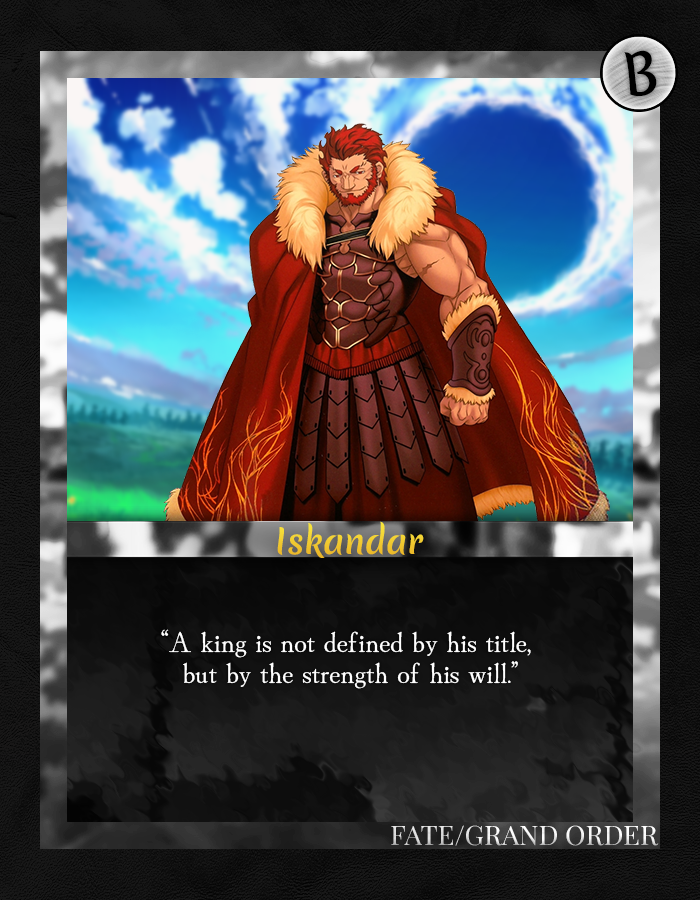 B
Iskandar
“A king is not defined by his title,
but by the strength of his will.”
FATE/GRAND ORDER